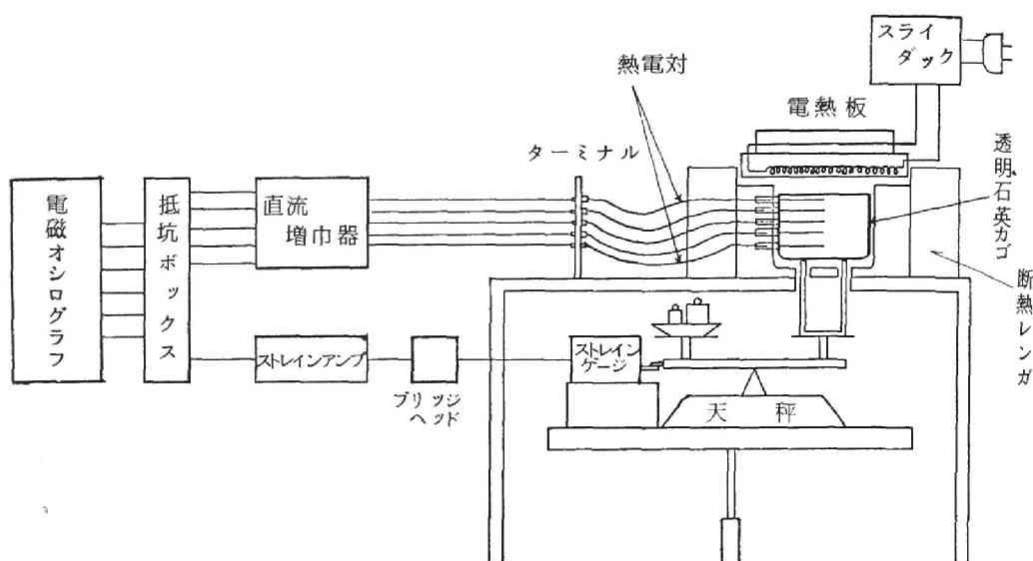 スライ
ダック
熱電対
電熱板
ターミナル
透明石英カゴ
電磁オシログラフ
抵坑ボックス
直流
増巾器
断熱レンガ
ストレインアンプ
ブリッジ
ヘッド
ストレイン
ゲージ
天秤